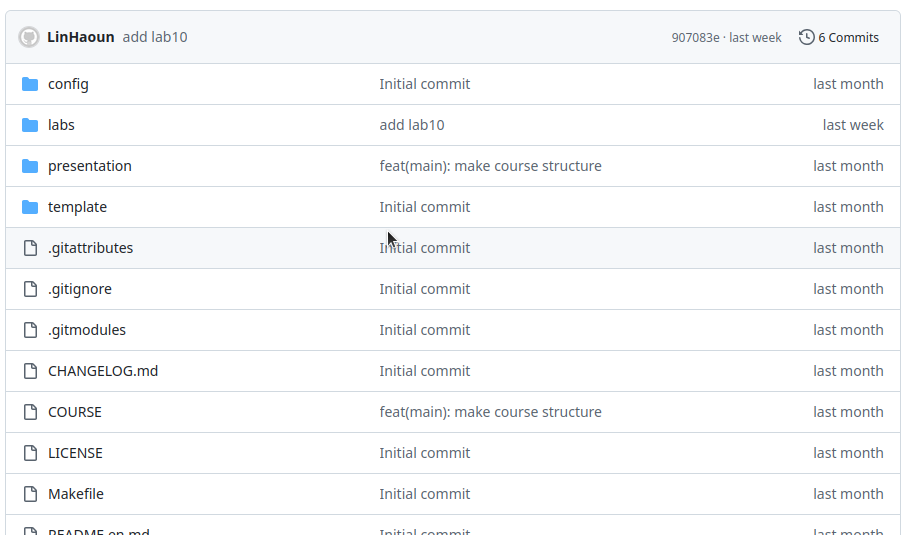 LinHaoun add lab10 907083e · last week 6 Commits
config Initial commit last month
labs add lab10 last week
presentation feat(main): make course structure last month
template Initial commit last month
.gitattributes Initial commit last month
.gitignore Initial commit last month
.gitmodules Initial commit last month
CHANGELOG.md Initial commit last month
COURSE feat(main): make course structure last month
LICENSE Initial commit last month
Makefile Initial commit last month
README.en.md Initial commit last month